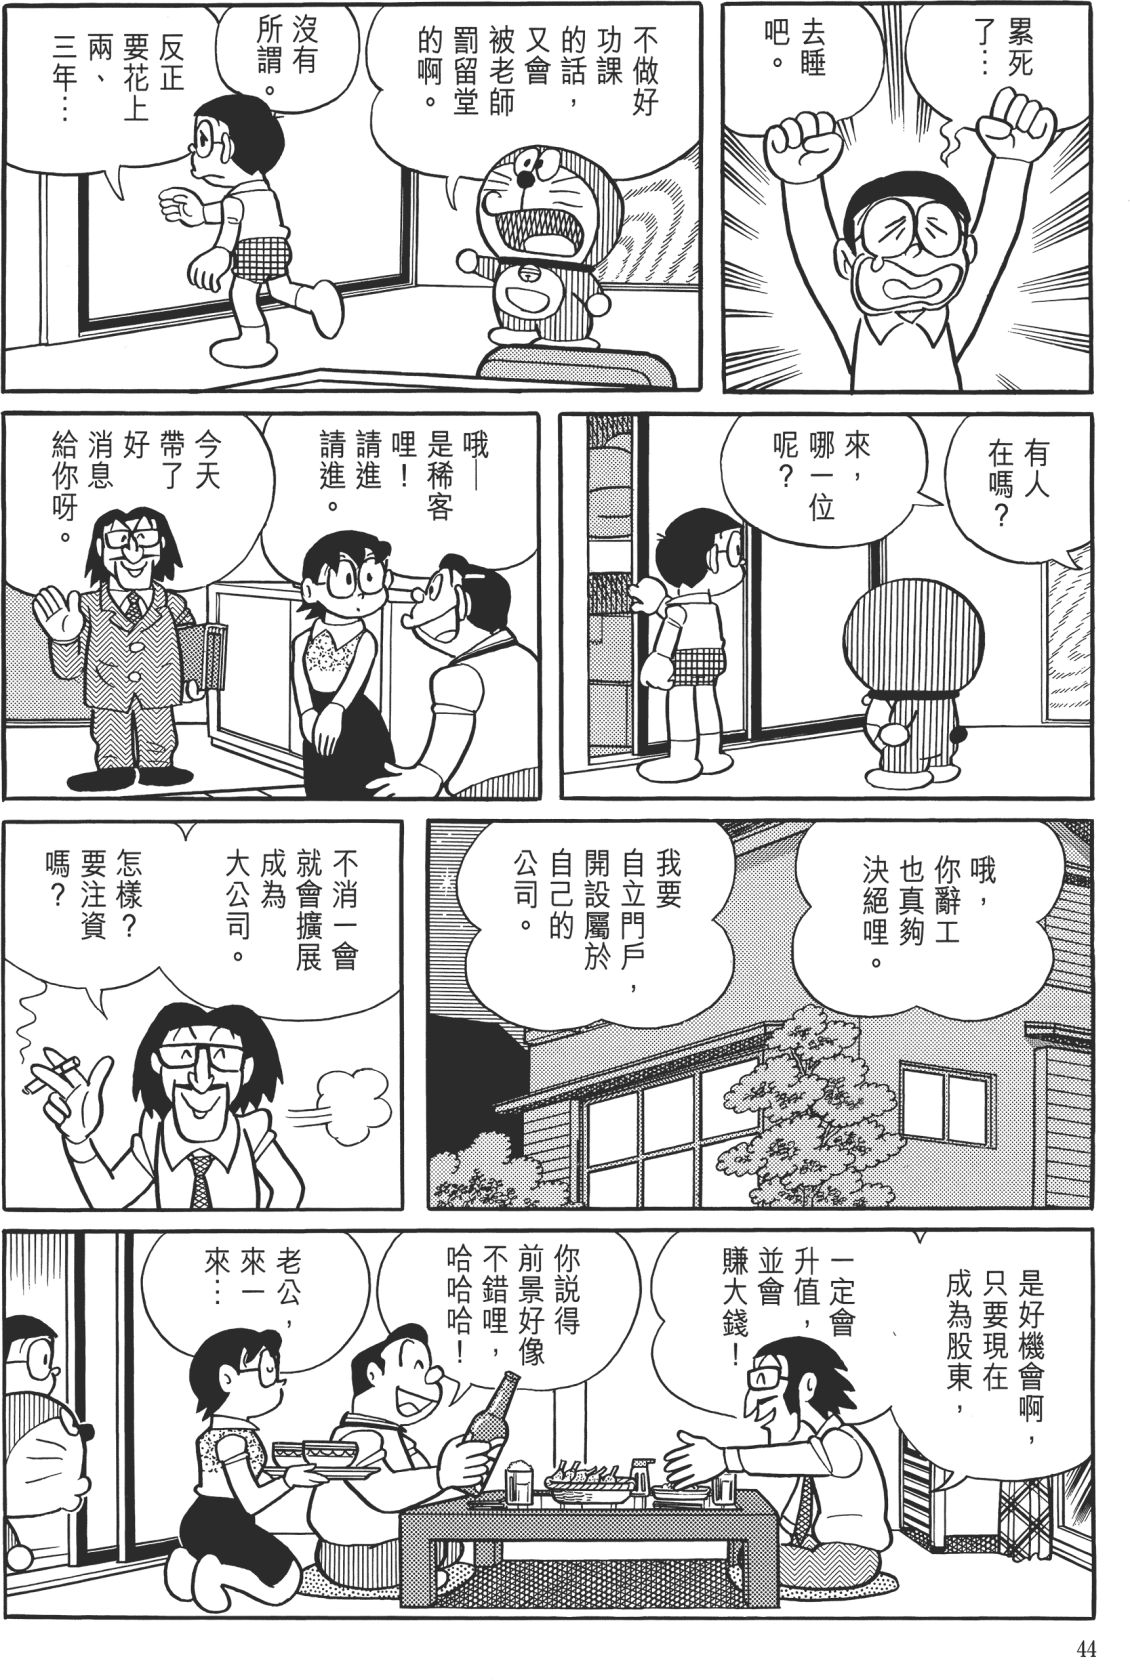 累死
了…
去睡
吧。
不做好
功課
的話，
又會
被老師
罰留堂
的啊。
沒有
所謂。
反正
要花上
兩、
三年…
有人
在嗎？
來，
哪一位
呢？
哦—
是稀客
哩！
請進
請進。
今天
帶了
好
消息
給你呀。
哦，
你辭工
也真夠
決絕哩。
我要
自立門戶，
開設屬於
自己的
公司。
不消一會
就會擴展
成為
大公司。
怎樣？
要注資
嗎？
是好機會啊，
只要現在
成為股東，
一定會
升值，
並會
賺大錢！
你説得
前景好像
不錯哩，
哈哈哈！
老公，
來一
來…
44